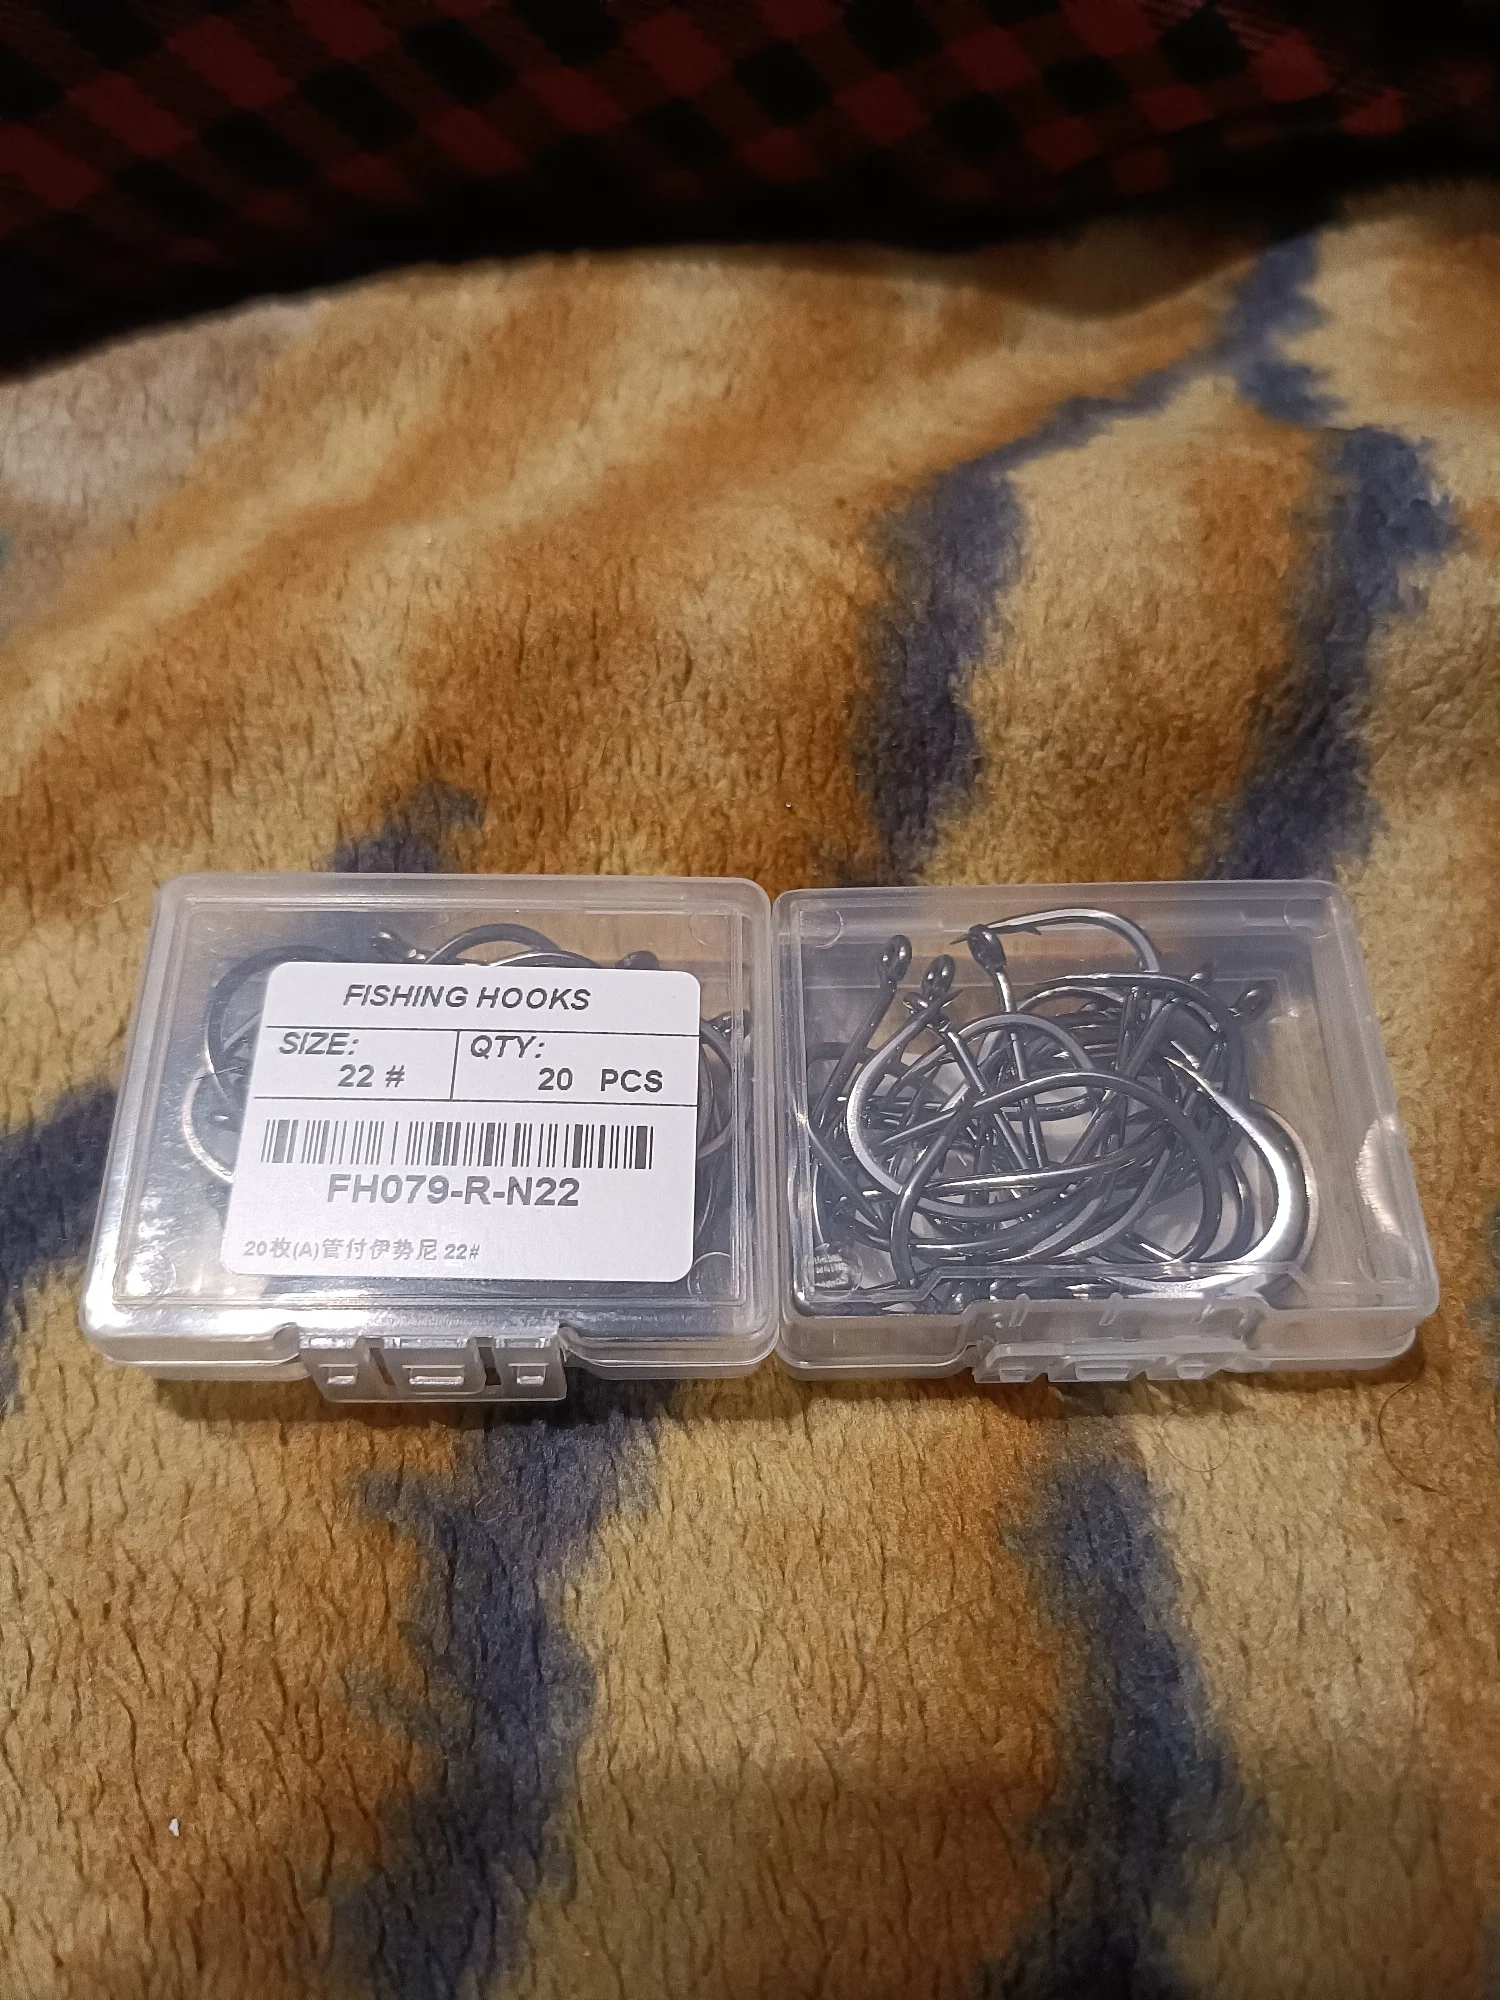 FISHING HOOKS
SIZE: QTY:
22 # 20 PCS
FH079-R-N22
20枚(A)管付伊势尼 22#